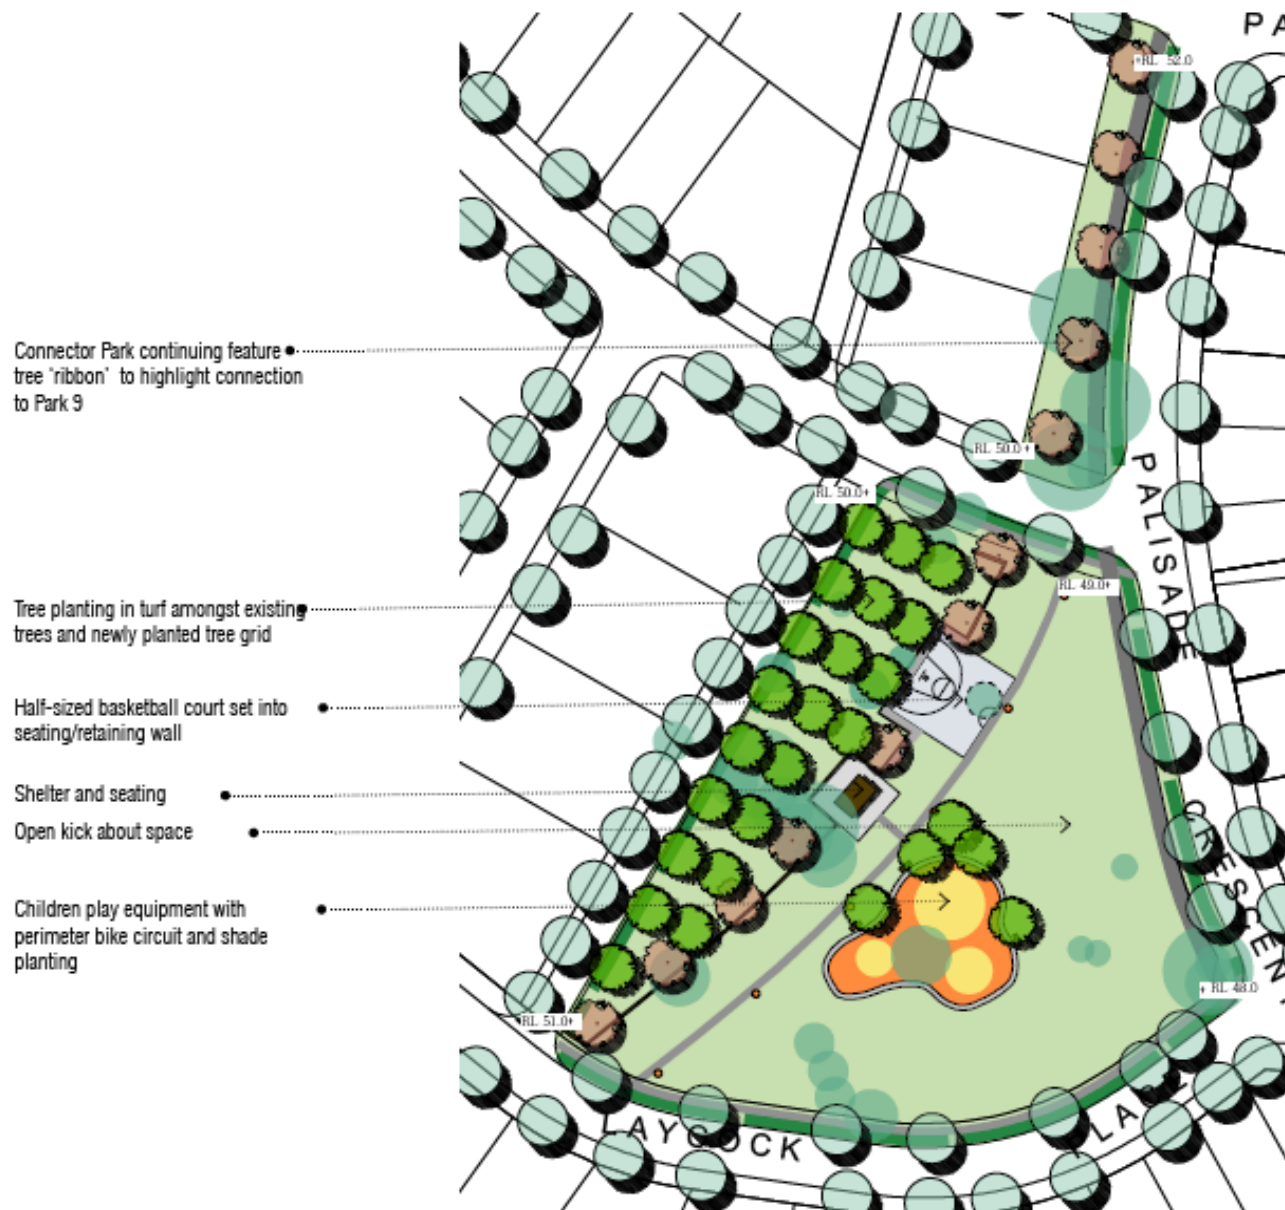 PA
+RL 52.0
Connector Park continuing feature
tree 'ribbon' to highlight connection
to Park 9
RL 50.0+
RL 50.0+
PALISADE
RL 49.0+
Tree planting in turf amongst existing
trees and newly planted tree grid
Half-sized basketball court set into
seating/retaining wall
Shelter and seating
Open kick about space
CRESCENT
Children play equipment with
perimeter bike circuit and shade
planting
+ RL 48.0
RL 51.0+
LAYCOCK